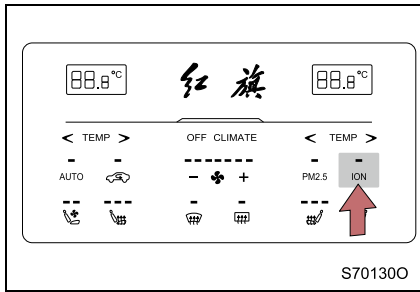 88.8°C 红旗 88.8°C
< TEMP > OFF CLIMATE < TEMP >
AUTO - + PM2.5 ION
S70130O